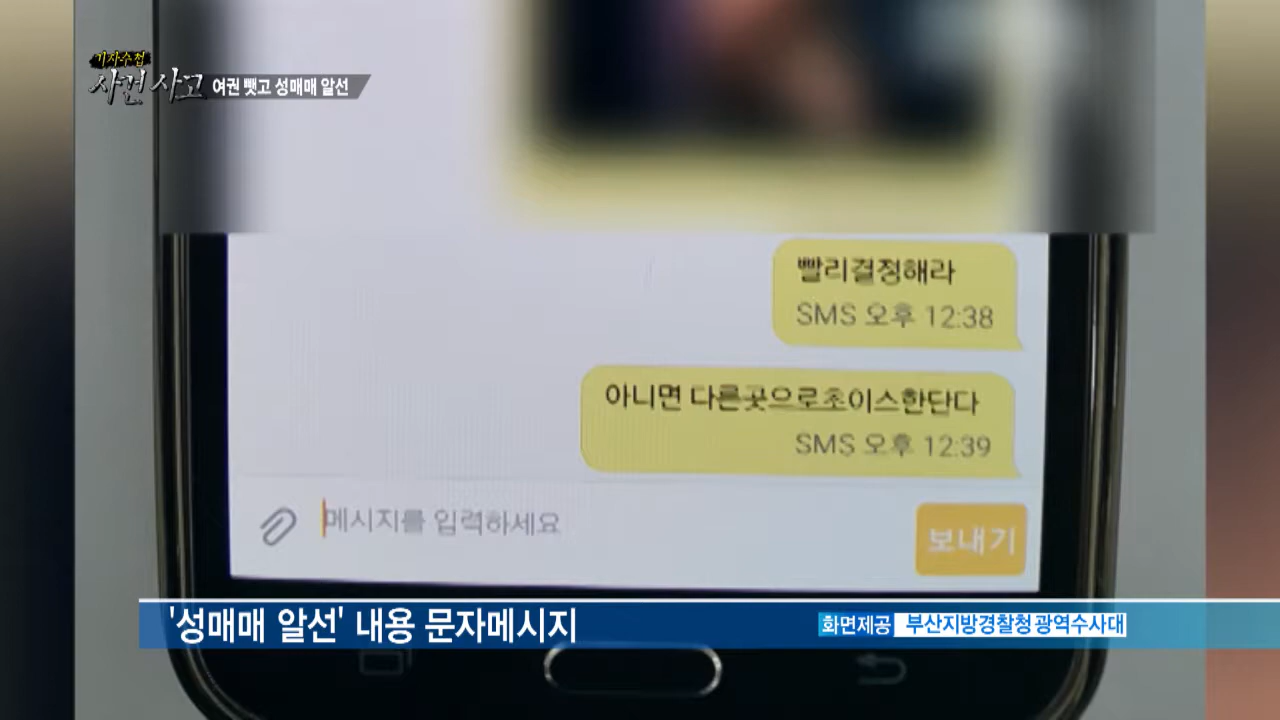 기자수첩
사건 사고 여권 뺏고 성매매 알선
빨리결정해라
SMS 오후 12:38
아니면 다른곳으로초이스한단다
SMS 오후 12:39
메시지를 입력하세요
보내기
'성매매 알선' 내용 문자메시지
화면제공 부산지방경찰청 광역수사대